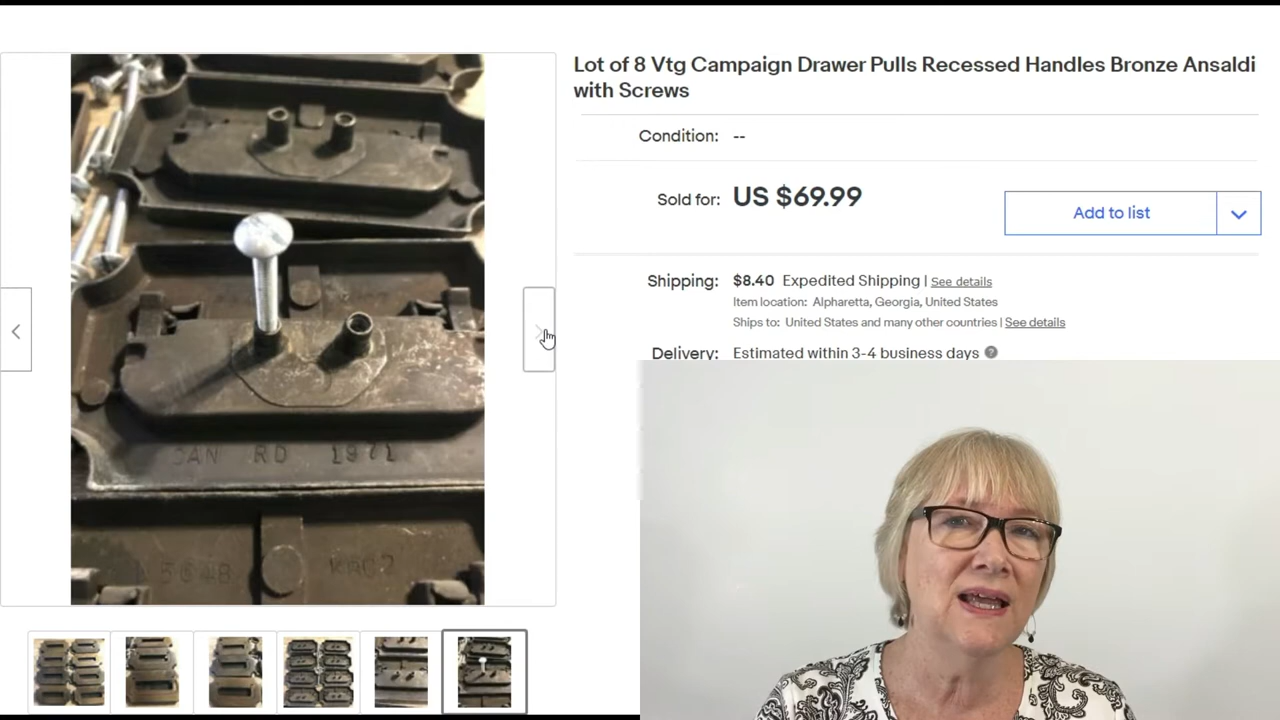 Lot of 8 Vtg Campaign Drawer Pulls Recessed Handles Bronze Ansaldi
with Screws
Condition: --
Sold for: US $69.99
Add to list
Shipping: $8.40 Expedited Shipping | See details
Item location: Alpharetta, Georgia, United States
Ships to: United States and many other countries | See details
Delivery: Estimated within 3-4 business days
RD 1971